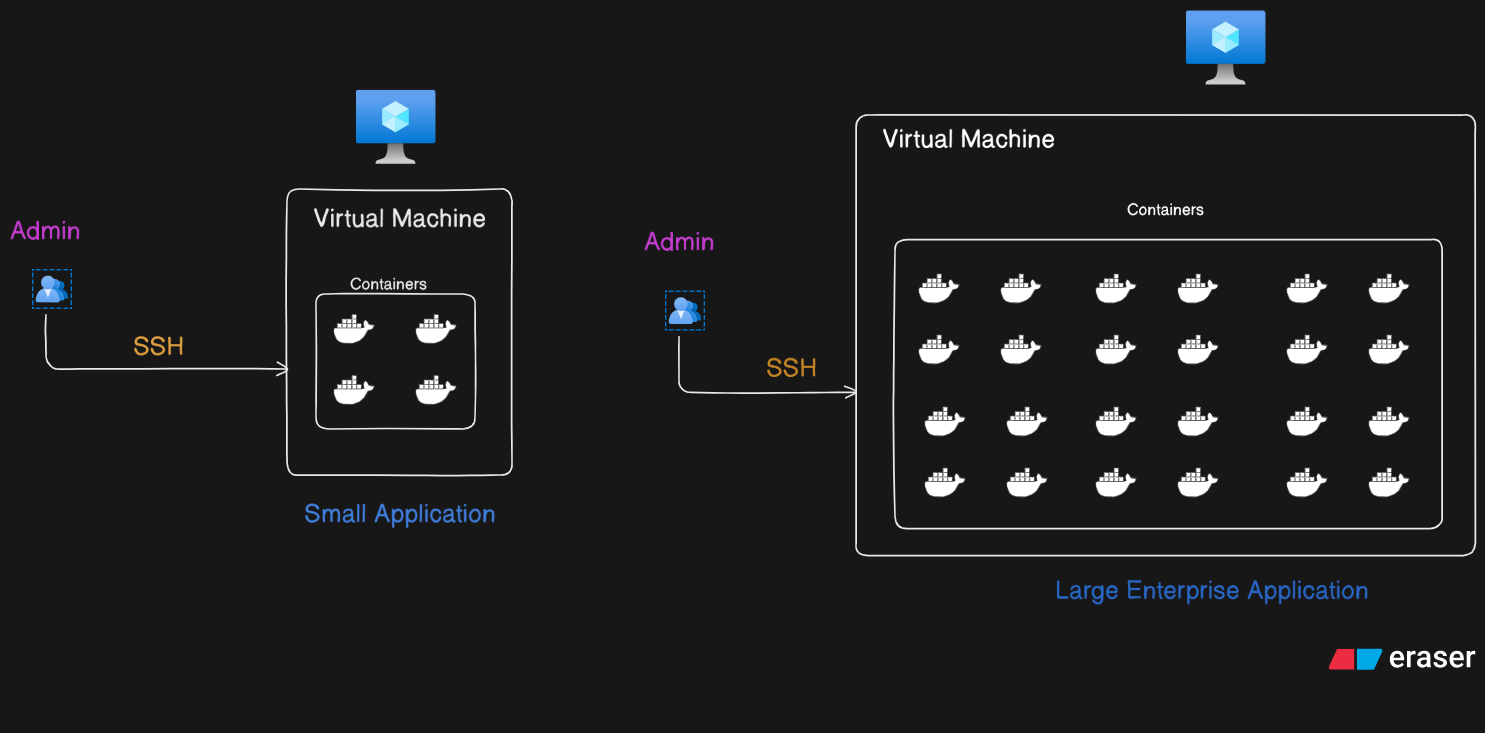 Admin
SSH
Virtual Machine
Containers
Small Application
Admin
SSH
Virtual Machine
Containers
Large Enterprise Application
eraser